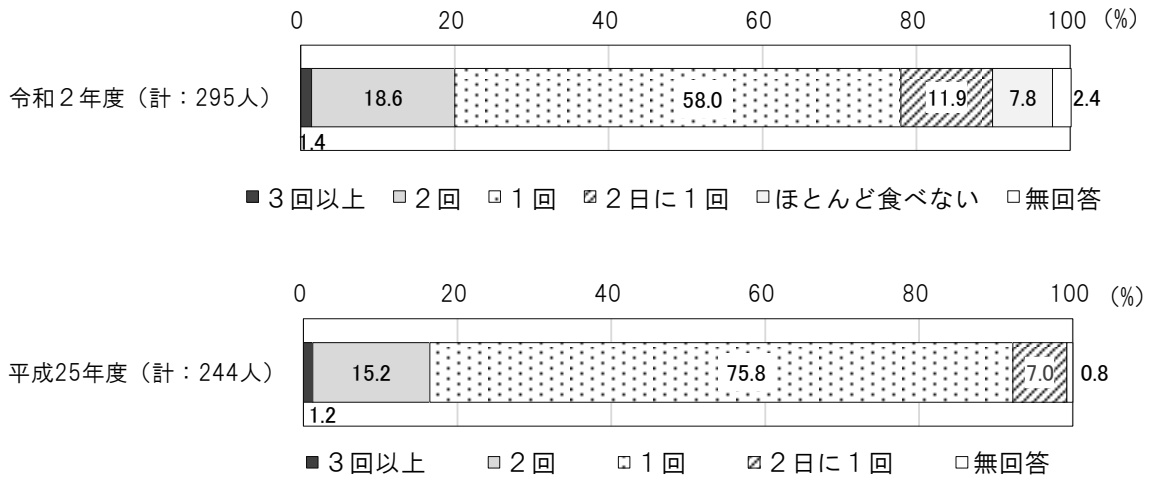 0 20 40 60 80 100 (%)
令和２年度（計：295人） 18.6 58.0 11.9 7.8 2.4
1.4
３回以上 ２回 １回 ２日に１回 ほとんど食べない 無回答
0 20 40 60 80 100 (%)
平成25年度（計：244人） 15.2 75.8 7.0 0.8
1.2
３回以上 ２回 １回 ２日に１回 無回答